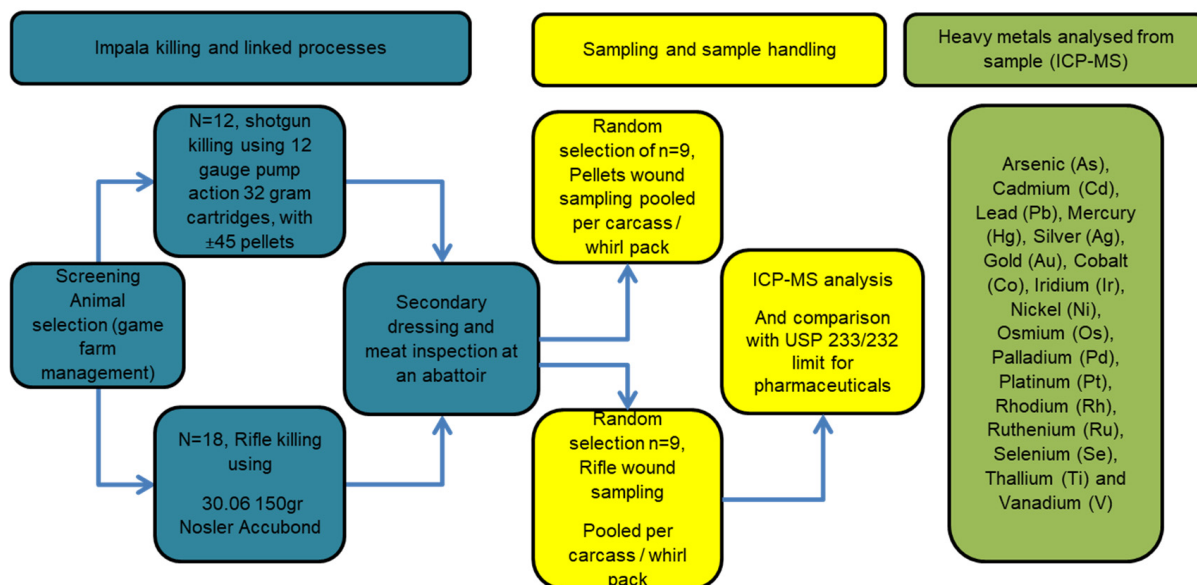 Impala killing and linked processes
Sampling and sample handling
Heavy metals analysed from
sample (ICP-MS)
N=12, shotgun
killing using 12
gauge pump
action 32 gram
cartridges, with
±45 pellets
Screening
Animal
selection (game
farm
management)
N=18, Rifle killing
using
30.06 150gr
Nosler Accubond
Secondary
dressing and
meat inspection at
an abattoir
Random
selection of n=9,
Pellets wound
sampling pooled
per carcass /
whirl pack
Random
selection n=9,
Rifle wound
sampling
Pooled per
carcass / whirl
pack
ICP-MS analysis
And comparison
with USP 233/232
limit for
pharmaceuticals
Arsenic (As),
Cadmium (Cd),
Lead (Pb), Mercury
(Hg), Silver (Ag),
Gold (Au), Cobalt
(Co), Iridium (Ir),
Nickel (Ni),
Osmium (Os),
Palladium (Pd),
Platinum (Pt),
Rhodium (Rh),
Ruthenium (Ru),
Selenium (Se),
Thallium (Ti) and
Vanadium (V)